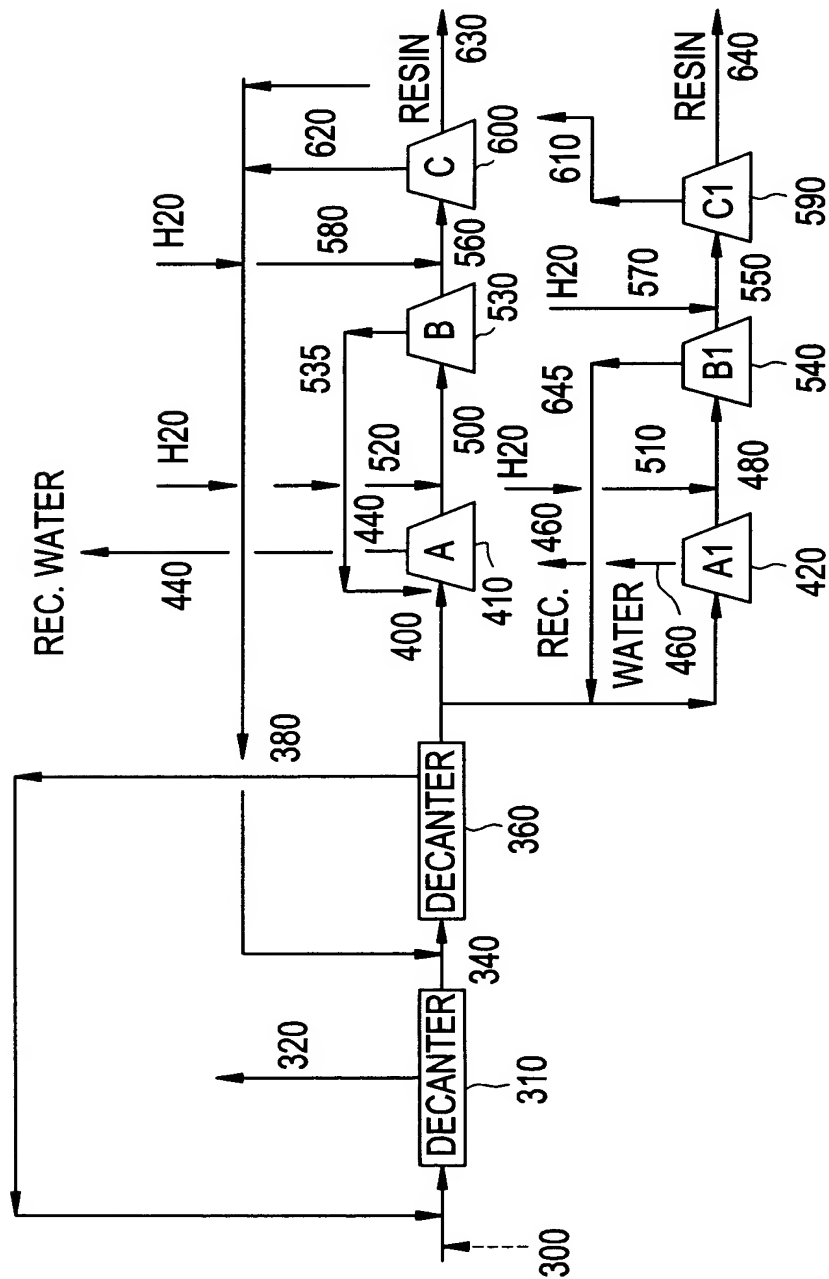 REC. WATER
440
H20
H20
380
535
580
620
320
520
440
DECANTER
310
340
DECANTER
360
400
A
410
500
B
530
560
C
600
RESIN
630
H20
460
REC.
WATER
460
645
510
H20
570
610
A1
420
480
B1
540
550
C1
590
RESIN
640
300